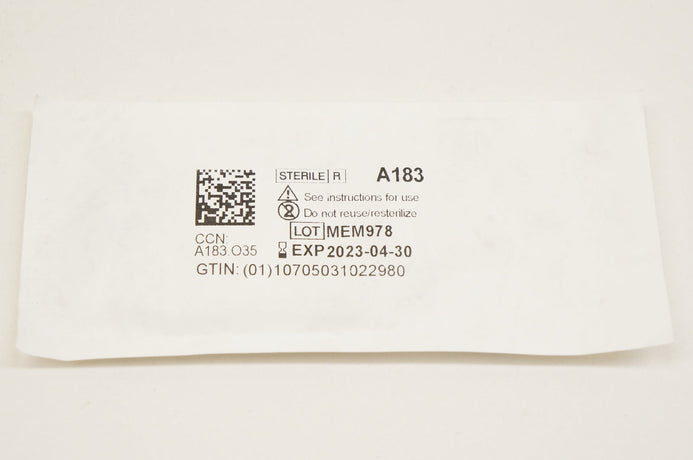 STERILE R A183
See instructions for use
Do not reuse/resterilize
LOT MEM978
CCN:
A183.O35
EXP 2023-04-30
GTIN: (01)10705031022980